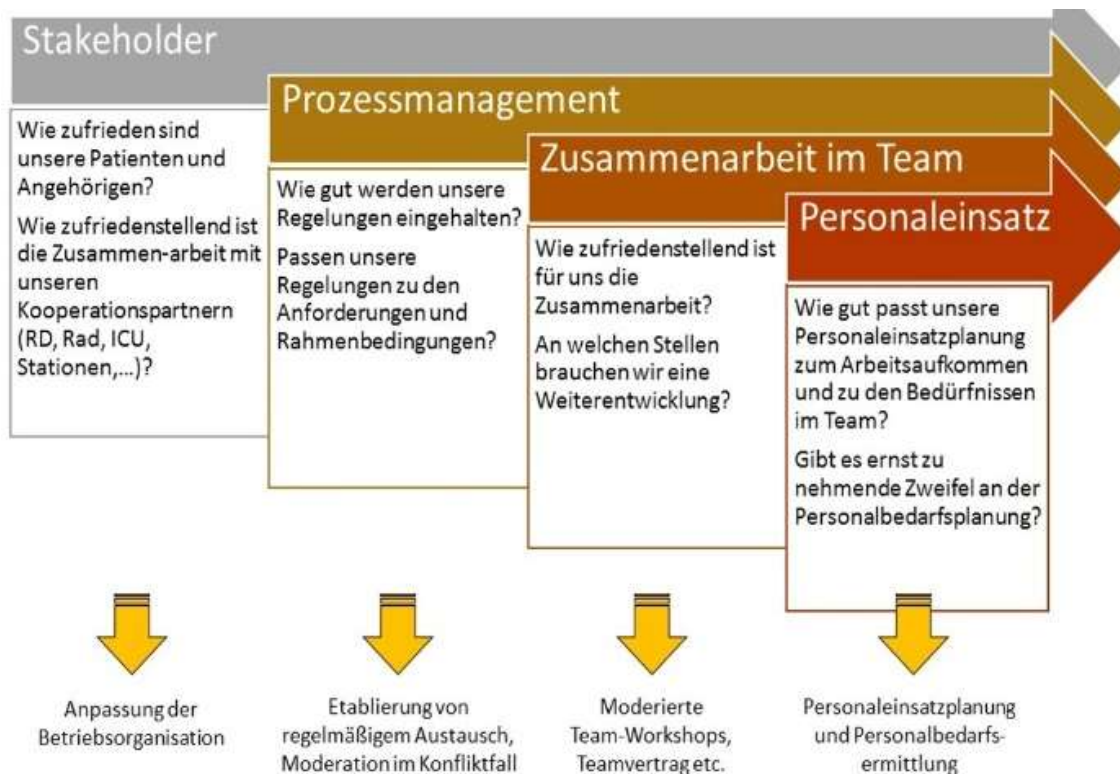 Stakeholder
Wie zufrieden sind
unsere Patienten und
Angehörigen?
Wie zufriedenstellend ist
die Zusammen-arbeit mit
unseren
Kooperationspartnern
(RD, Rad, ICU,
Stationen,...)?
Prozessmanagement
Wie gut werden unsere
Regelungen eingehalten?
Passen unsere
Regelungen zu den
Anforderungen und
Rahmenbedingungen?
Zusammenarbeit im Team
Wie zufriedenstellend ist
für uns die
Zusammenarbeit?
An welchen Stellen
brauchen wir eine
Weiterentwicklung?
Personaleinsatz
Wie gut passt unsere
Personaleinsatzplanung
zum Arbeitsaufkommen
und zu den Bedürfnissen
im Team?
Gibt es ernst zu
nehmende Zweifel an der
Personalbedarfsplanung?
Anpassung der
Betriebsorganisation
Etablierung von
regelmäßigem Austausch,
Moderation im Konfliktfall
Moderierte
Team-Workshops,
Teamvertrag etc.
Personaleinsatzplanung
und Personalbedarfs-
ermittlung